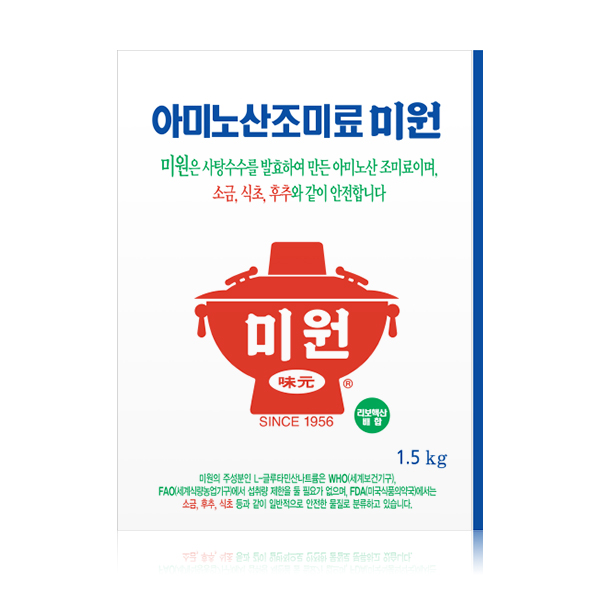 아미노산조미료 미원
미원은 사탕수수를 발효하여 만든 아미노산 조미료이며,
소금, 식초, 후추와 같이 안전합니다
미원
味元
®
SINCE 1956
리보핵산
배합
1.5 kg
미원의 주성분인 L-글루타민산나트륨은 WHO(세계보건기구),
FAO(세계식량농업기구)에서 섭취량 제한을 둘 필요가 없으며, FDA(미국식품의약국)에서는
소금, 후추, 식초 등과 같이 일반적으로 안전한 물질로 분류하고 있습니다.